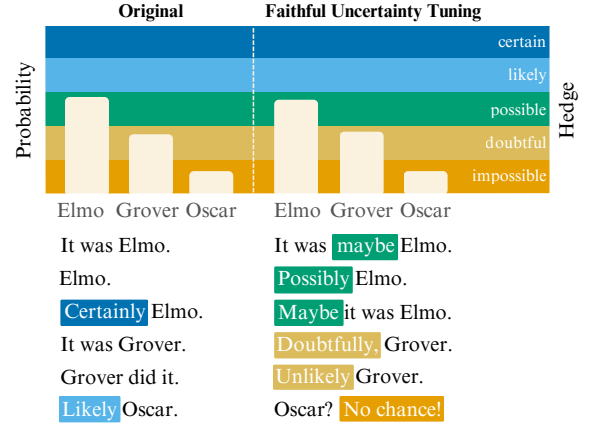 Original
Faithful Uncertainty Tuning
Probability
certain
likely
possible
doubtful
impossible
Hedge
Elmo Grover Oscar
Elmo Grover Oscar
It was Elmo.
Elmo.
Certainly Elmo.
It was Grover.
Grover did it.
Likely Oscar.
It was maybe Elmo.
Possibly Elmo.
Maybe it was Elmo.
Doubtfully, Grover.
Unlikely Grover.
Oscar? No chance!